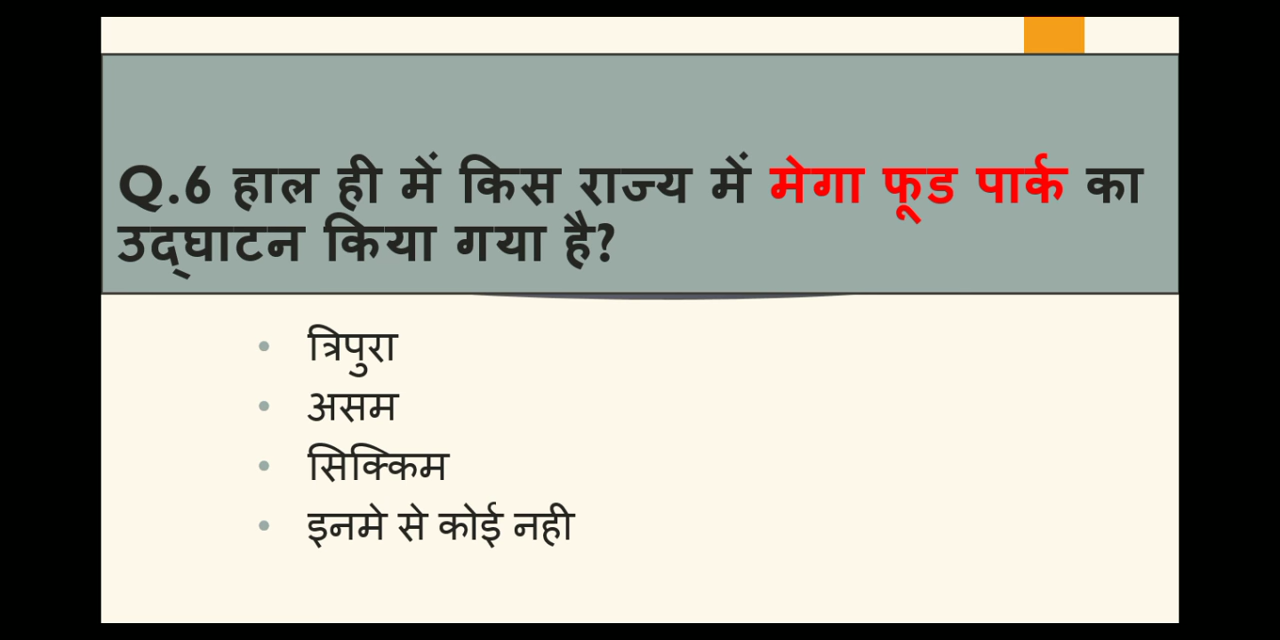 Q.6 हाल ही में किस राज्य में मेगा फूड पार्क का
उद्घाटन किया गया है?
• त्रिपुरा
• असम
• सिक्किम
• इनमे से कोई नही